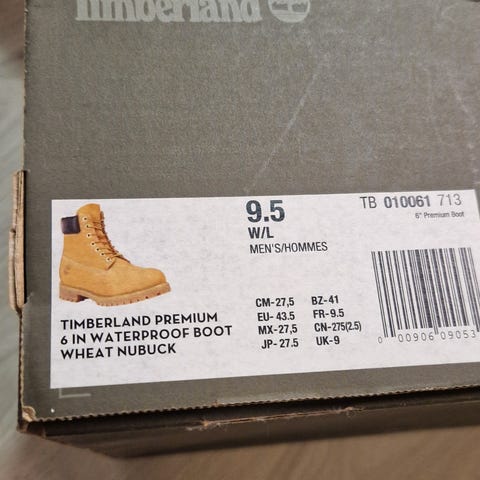 Timberland
9.5
W/L
MEN'S/HOMMES
TB 010061 713
6" Premium Boot
TIMBERLAND PREMIUM
6 IN WATERPROOF BOOT
WHEAT NUBUCK
CM-27,5 BZ-41
EU- 43.5 FR-9.5
MX-27,5 CN-275(2.5)
JP- 27.5 UK-9
0 00906 09053